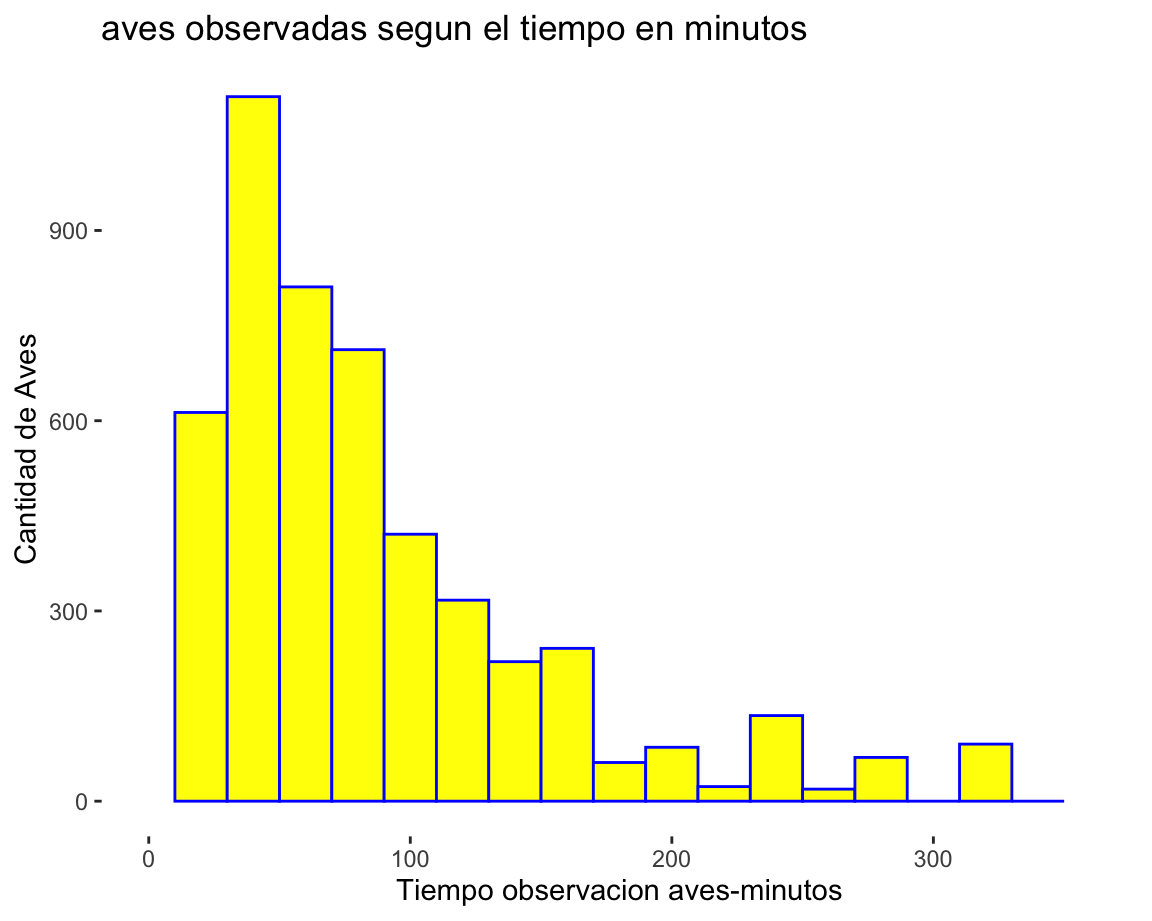 aves observadas segun el tiempo en minutos
Cantidad de Aves
900
600
300
0
0 100 200 300
Tiempo observacion aves-minutos